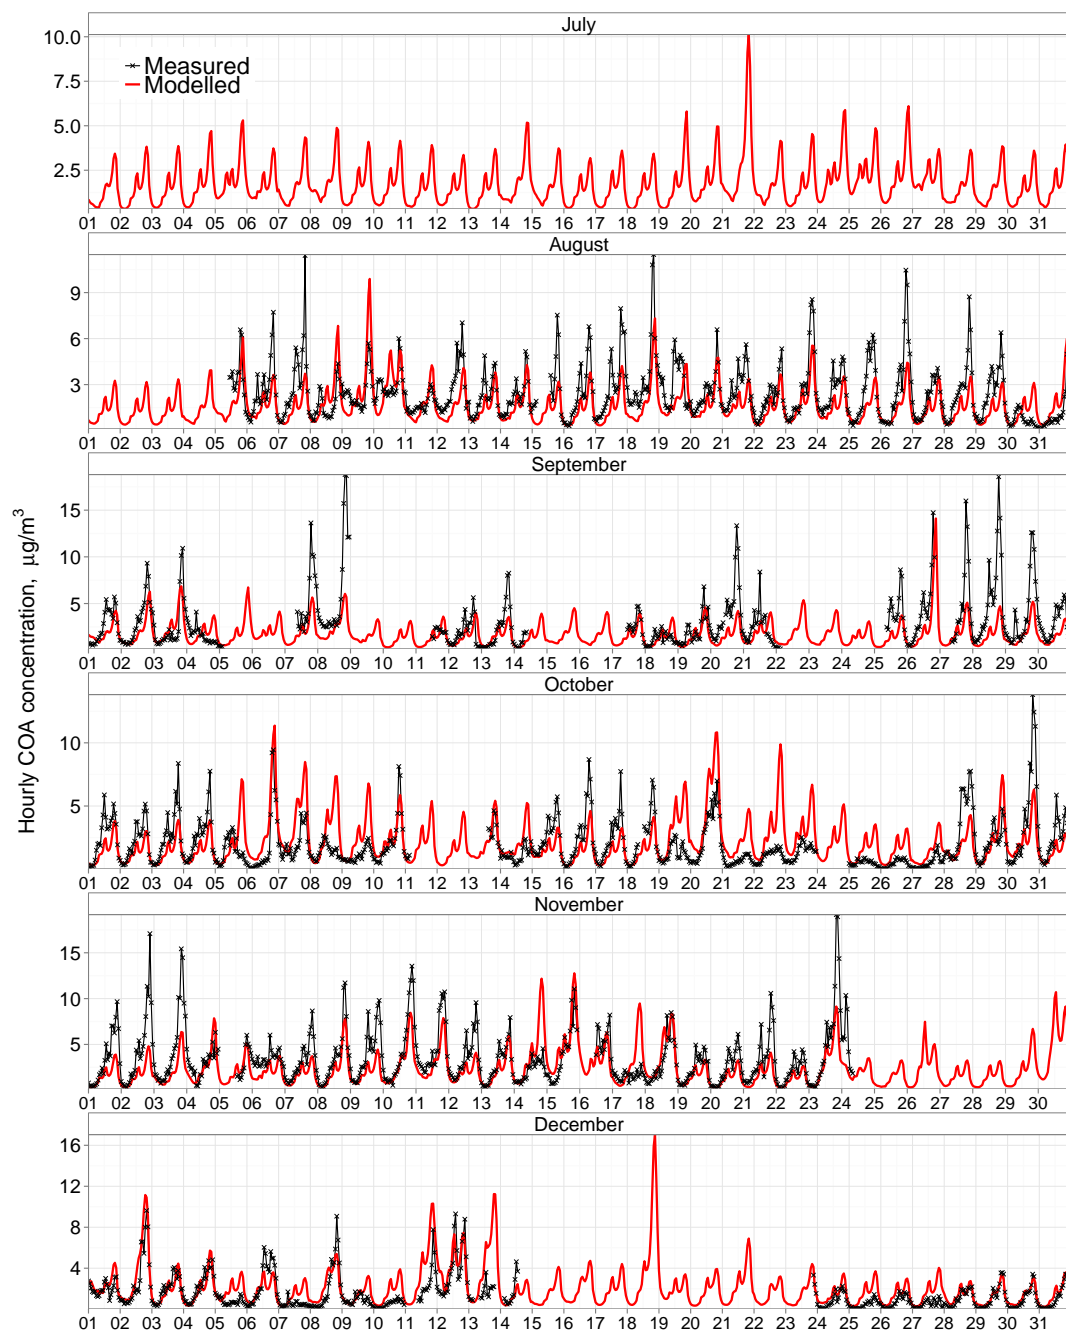 July
10.0
7.5
5.0
2.5
Measured
Modelled
01 02 03 04 05 06 07 08 09 10 11 12 13 14 15 16 17 18 19 20 21 22 23 24 25 26 27 28 29 30 31
August
9
6
3
01 02 03 04 05 06 07 08 09 10 11 12 13 14 15 16 17 18 19 20 21 22 23 24 25 26 27 28 29 30 31
September
15
10
5
01 02 03 04 05 06 07 08 09 10 11 12 13 14 15 16 17 18 19 20 21 22 23 24 25 26 27 28 29 30
Hourly COA concentration, μg/m³
October
10
5
01 02 03 04 05 06 07 08 09 10 11 12 13 14 15 16 17 18 19 20 21 22 23 24 25 26 27 28 29 30 31
November
15
10
5
01 02 03 04 05 06 07 08 09 10 11 12 13 14 15 16 17 18 19 20 21 22 23 24 25 26 27 28 29 30
December
16
12
8
4
01 02 03 04 05 06 07 08 09 10 11 12 13 14 15 16 17 18 19 20 21 22 23 24 25 26 27 28 29 30 31